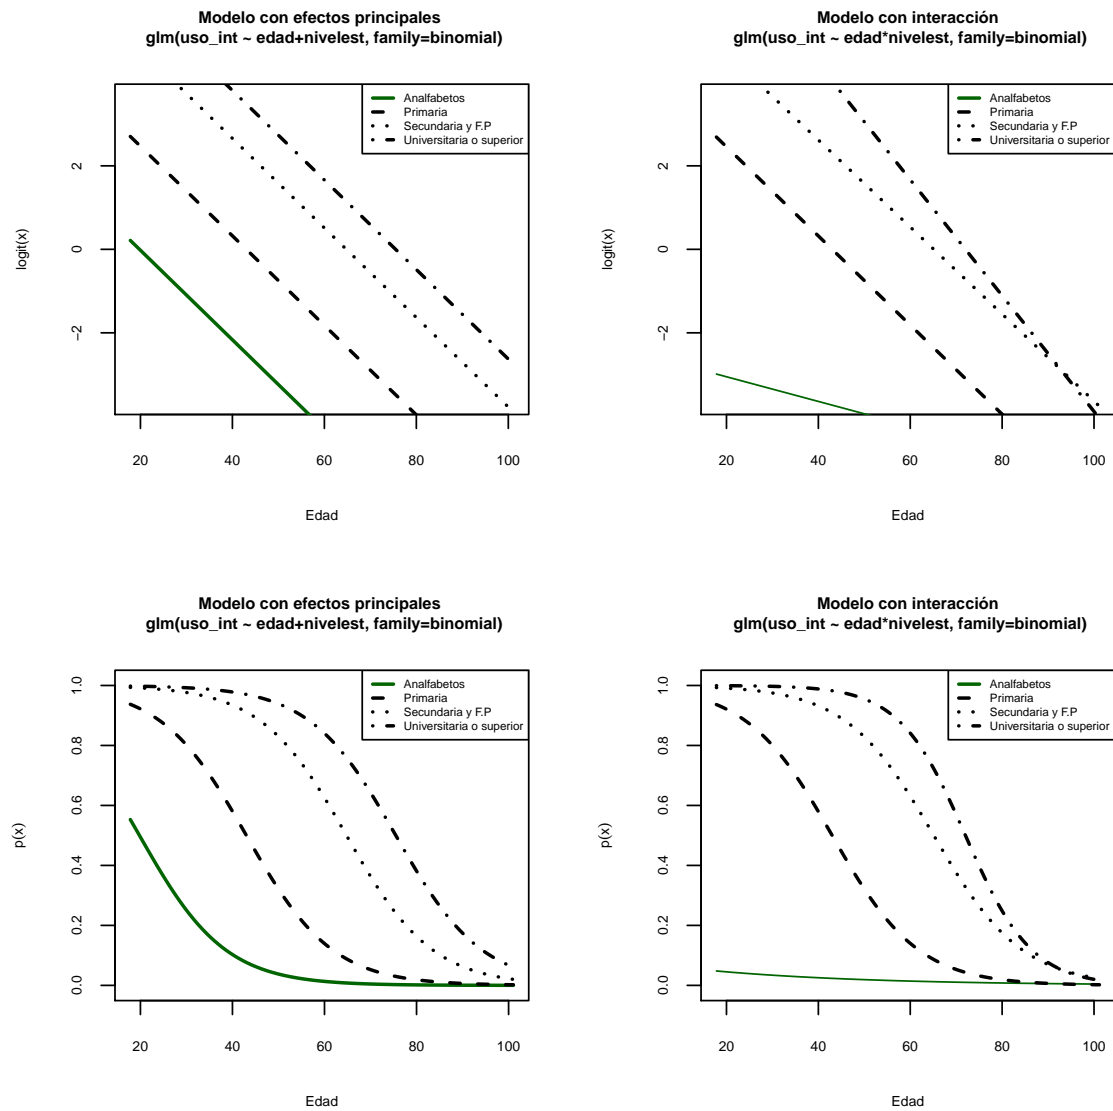 Modelo con efectos principales
glm(uso_int ~ edad+nivelest, family=binomial)
logit(x)
2
0
−2
20 40 60 80 100
Edad
Analfabetos
Primaria
Secundaria y F.P
Universitaria o superior
Modelo con interacción
glm(uso_int ~ edad*nivelest, family=binomial)
logit(x)
2
0
−2
20 40 60 80 100
Edad
Analfabetos
Primaria
Secundaria y F.P
Universitaria o superior
Modelo con efectos principales
glm(uso_int ~ edad+nivelest, family=binomial)
p(x)
1.0
0.8
0.6
0.4
0.2
0.0
20 40 60 80 100
Edad
Analfabetos
Primaria
Secundaria y F.P
Universitaria o superior
Modelo con interacción
glm(uso_int ~ edad*nivelest, family=binomial)
p(x)
1.0
0.8
0.6
0.4
0.2
0.0
20 40 60 80 100
Edad
Analfabetos
Primaria
Secundaria y F.P
Universitaria o superior